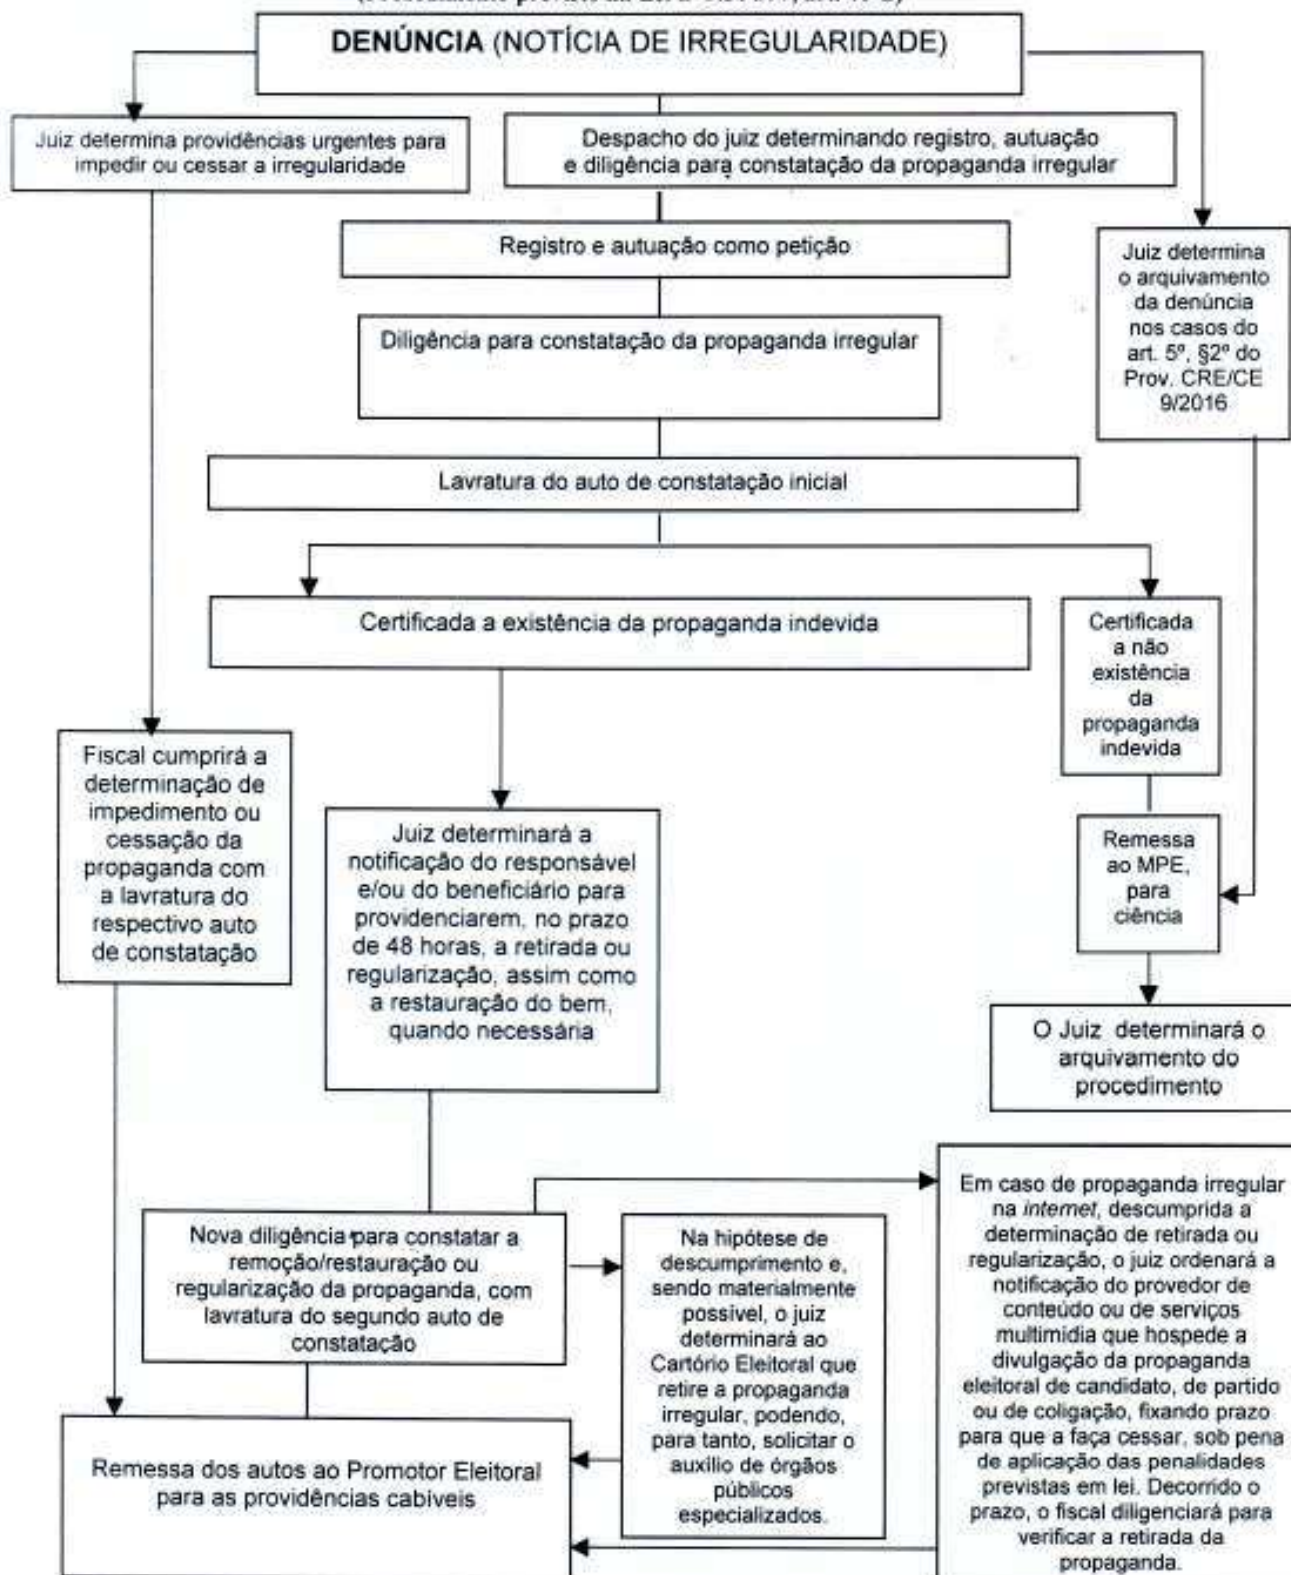 DENÚNCIA (NOTÍCIA DE IRREGULARIDADE)
Juiz determina providências urgentes para
impedir ou cessar a irregularidade
Despacho do juiz determinando registro, autuação
e diligência para constatação da propaganda irregular
Registro e autuação como petição
Juiz determina
o arquivamento
da denúncia
nos casos do
art. 5º, §2º do
Prov. CRE/CE
9/2016
Diligência para constatação da propaganda irregular
Lavratura do auto de constatação inicial
Certificada a existência da propaganda indevida
Certificada
a não
existência
da
propaganda
indevida
Fiscal cumprirá a
determinação de
impedimento ou
cessação da
propaganda com
a lavratura do
respectivo auto
de constatação
Juiz determinará a
notificação do responsável
e/ou do beneficiário para
providenciarem, no prazo
de 48 horas, a retirada ou
regularização, assim como
a restauração do bem,
quando necessária
Remessa
ao MPE,
para
ciência
O Juiz determinará o
arquivamento do
procedimento
Nova diligência para constatar a
remoção/restauração ou
regularização da propaganda, com
lavratura do segundo auto de
constatação
Na hipótese de
descumprimento e,
sendo materialmente
possível, o juiz
determinará ao
Cartório Eleitoral que
retire a propaganda
irregular, podendo,
para tanto, solicitar o
auxílio de órgãos
públicos
especializados.
Em caso de propaganda irregular
na internet, descumprida a
determinação de retirada ou
regularização, o juiz ordenará a
notificação do provedor de
conteúdo ou de serviços
multimídia que hospede a
divulgação da propaganda
eleitoral de candidato, de partido
ou de coligação, fixando prazo
para que a faça cessar, sob pena
de aplicação das penalidades
previstas em lei. Decorrido o
prazo, o fiscal diligenciará para
verificar a retirada da
propaganda.
Remessa dos autos ao Promotor Eleitoral
para as providências cabíveis